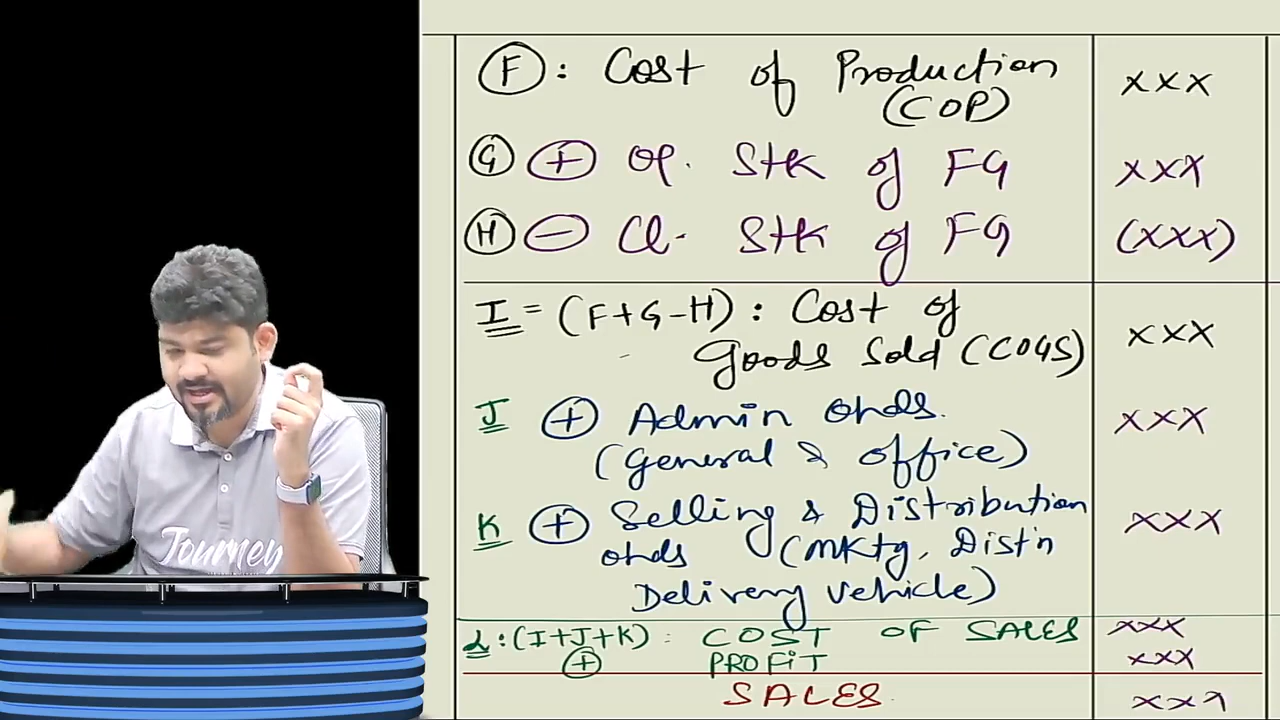 F : Cost of Production xxx
(COP)
G + Op. Stk of FG xxx
H - Cl. Stk of FG (xxx)
I = (F+G-H) : Cost of
Goods Sold (COGS) xxx
J + Admin ohds. xxx
(General & office)
K + Selling & Distribution xxx
ohds (Mktg, Dist'n
Delivery vehicle)
L : (I+J+K) : COST OF SALES xxx
+ PROFIT xxx
SALES xxx
Journey